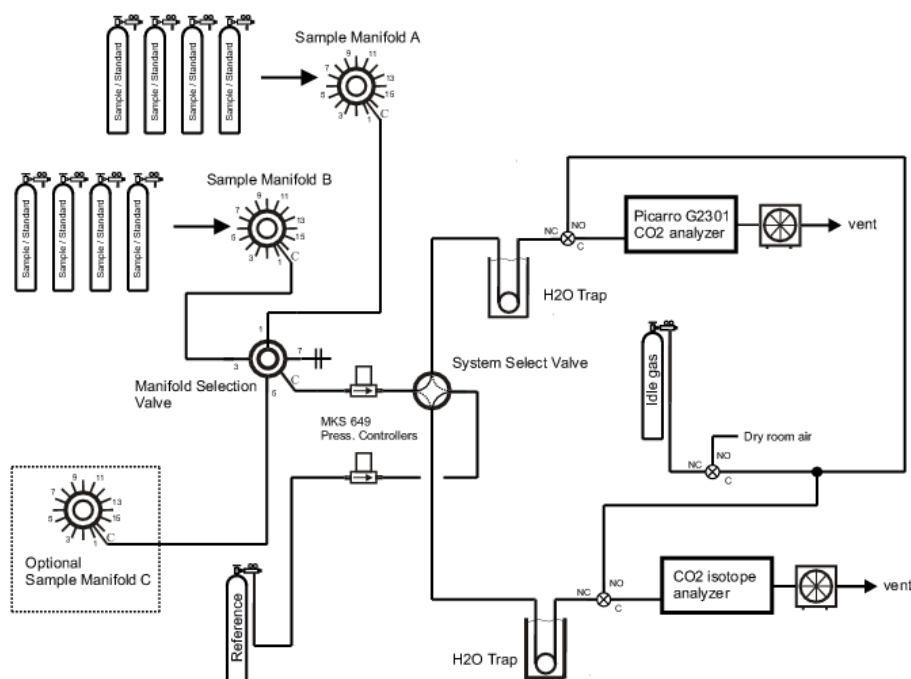 Sample / Standard
Sample / Standard
Sample / Standard
Sample / Standard
Sample Manifold A
1
3
5
7
9
11
13
15
C
Sample / Standard
Sample / Standard
Sample / Standard
Sample / Standard
Sample Manifold B
1
3
5
7
9
11
13
15
C
NC
NO
C
Picarro G2301
CO2 analyzer
vent
H2O Trap
1
3
5
7
C
Manifold Selection
Valve
MKS 649
Press. Controllers
System Select Valve
Idle gas
Dry room air
NC
NO
C
1
3
5
7
9
11
13
15
C
Optional
Sample Manifold C
Reference
NC
NO
C
CO2 isotope
analyzer
vent
H2O Trap